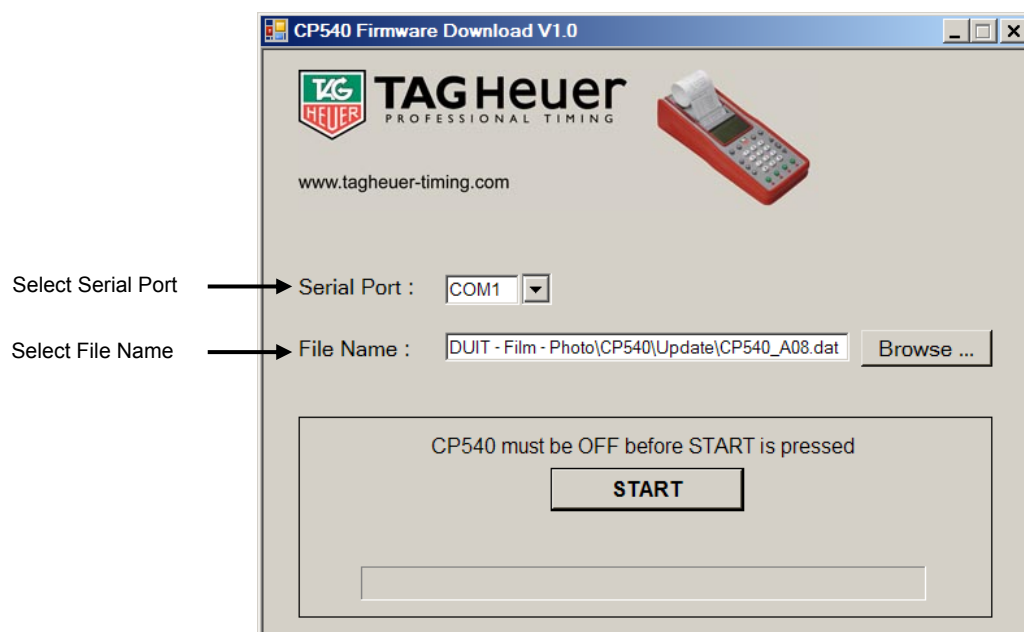 CP540 Firmware Download V1.0
TAG
HEUER
TAG Heuer
PROFESSIONAL TIMING
www.tagheuer-timing.com
Select Serial Port
Serial Port :
COM1
Select File Name
File Name :
DUIT - Film - Photo\CP540\Update\CP540_A08.dat
Browse ...
CP540 must be OFF before START is pressed
START